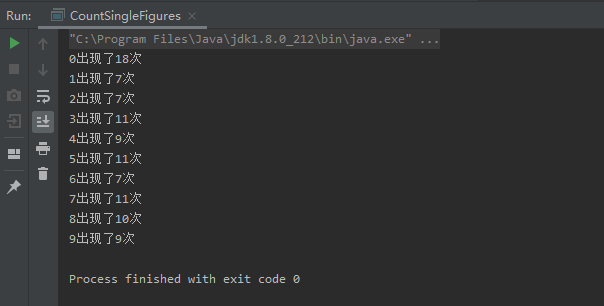 Run: CountSingleFigures ×
"C:\Program Files\Java\jdk1.8.0_212\bin\java.exe" ...
0出现了18次
1出现了7次
2出现了7次
3出现了11次
4出现了9次
5出现了11次
6出现了7次
7出现了11次
8出现了10次
9出现了9次
Process finished with exit code 0